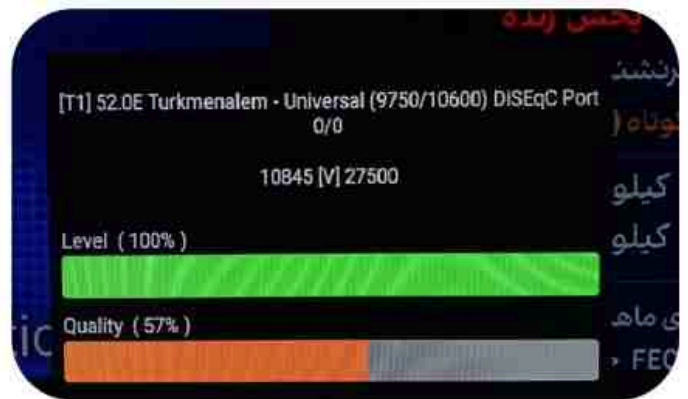 پخش زنده
[T1] 52.0E Turkmenalem - Universal (9750/10600) DiSEqC Port
0/0
10845 [V] 27500
کیلو
کیلو
Level ( 100% )
Quality ( 57% )
FEC